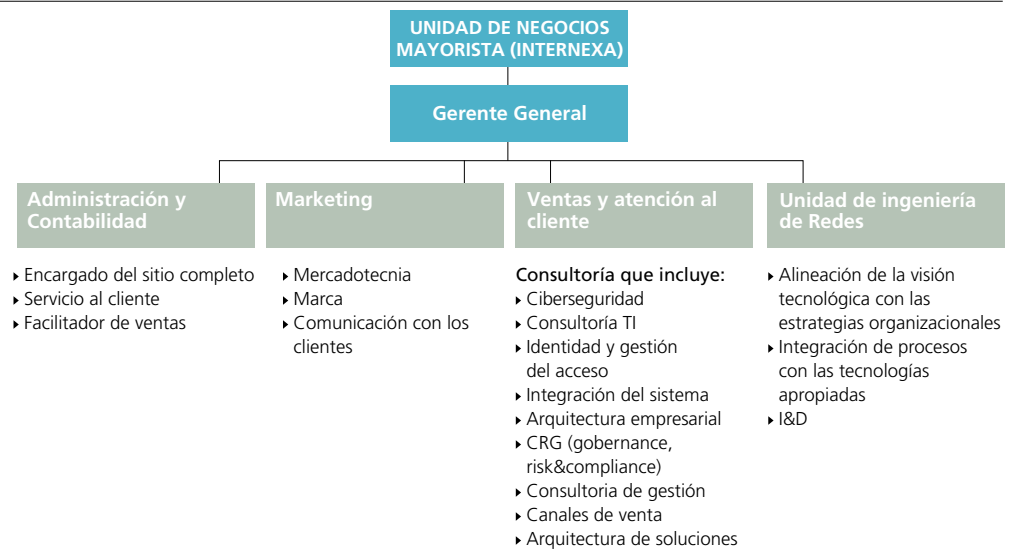 UNIDAD DE NEGOCIOS
MAYORISTA (INTERNEXA)
Gerente General
Administración y
Contabilidad
▸ Encargado del sitio completo
▸ Servicio al cliente
▸ Facilitador de ventas
Marketing
▸ Mercadotecnia
▸ Marca
▸ Comunicación con los
clientes
Ventas y atención al
cliente
Consultoría que incluye:
▸ Ciberseguridad
▸ Consultoría TI
▸ Identidad y gestión
del acceso
▸ Integración del sistema
▸ Arquitectura empresarial
▸ CRG (gobernance,
risk&compliance)
▸ Consultoria de gestión
▸ Canales de venta
▸ Arquitectura de soluciones
Unidad de ingeniería
de Redes
▸ Alineación de la visión
tecnológica con las
estrategias organizacionales
▸ Integración de procesos
con las tecnologías
apropiadas
▸ I&D